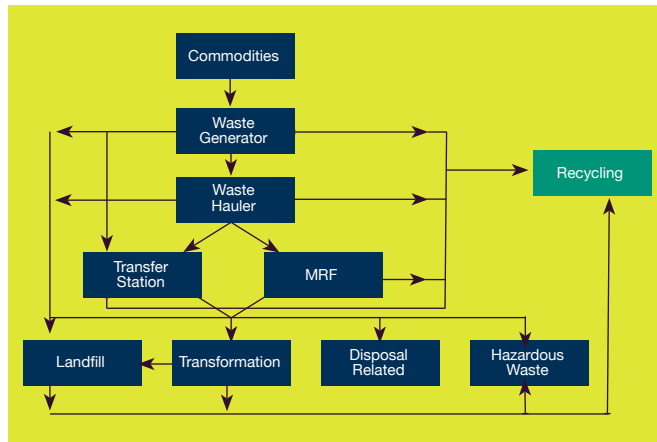 Commodities
Waste
Generator
Recycling
Waste
Hauler
Transfer
Station
MRF
Landfill
Transformation
Disposal
Related
Hazardous
Waste